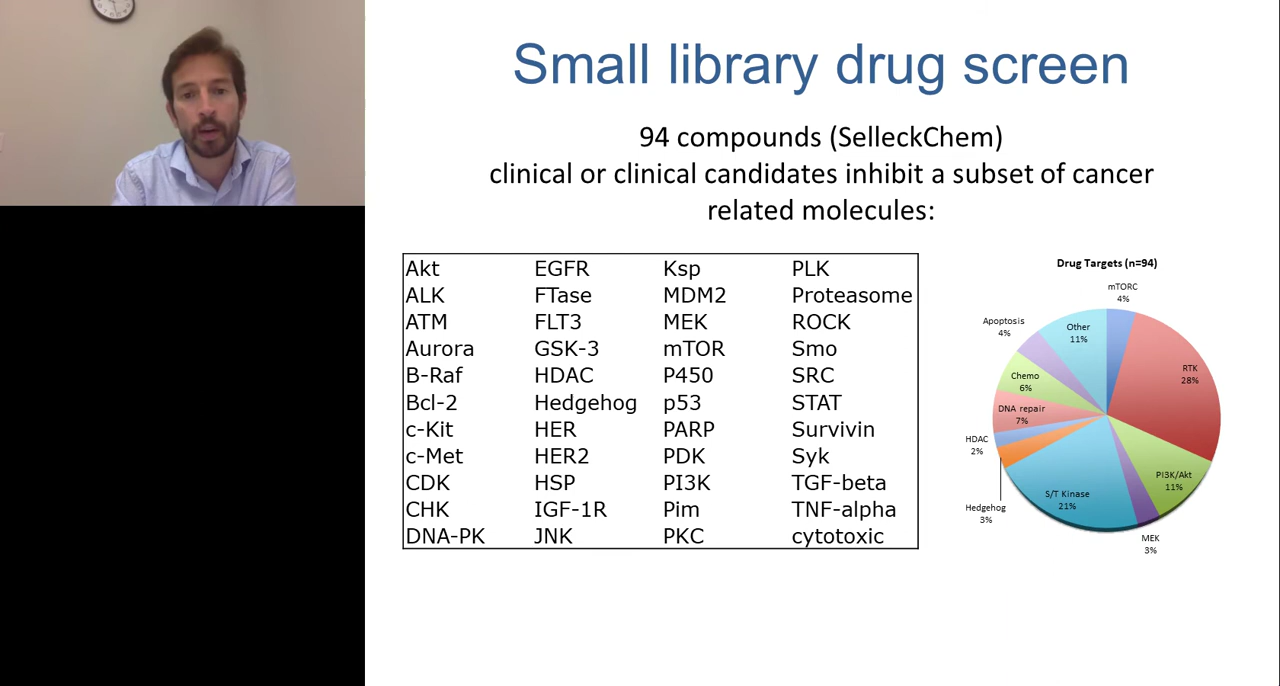 Small library drug screen
94 compounds (SelleckChem)
clinical or clinical candidates inhibit a subset of cancer
related molecules:
Akt EGFR Ksp PLK
ALK FTase MDM2 Proteasome
ATM FLT3 MEK ROCK
Aurora GSK-3 mTOR Smo
B-Raf HDAC P450 SRC
Bcl-2 Hedgehog p53 STAT
c-Kit HER PARP Survivin
c-Met HER2 PDK Syk
CDK HSP PI3K TGF-beta
CHK IGF-1R Pim TNF-alpha
DNA-PK JNK PKC cytotoxic
Drug Targets (n=94)
mTORC
4%
RTK
28%
PI3K/Akt
11%
MEK
3%
S/T Kinase
21%
Hedgehog
3%
HDAC
2%
DNA repair
7%
Chemo
6%
Apoptosis
4%
Other
11%